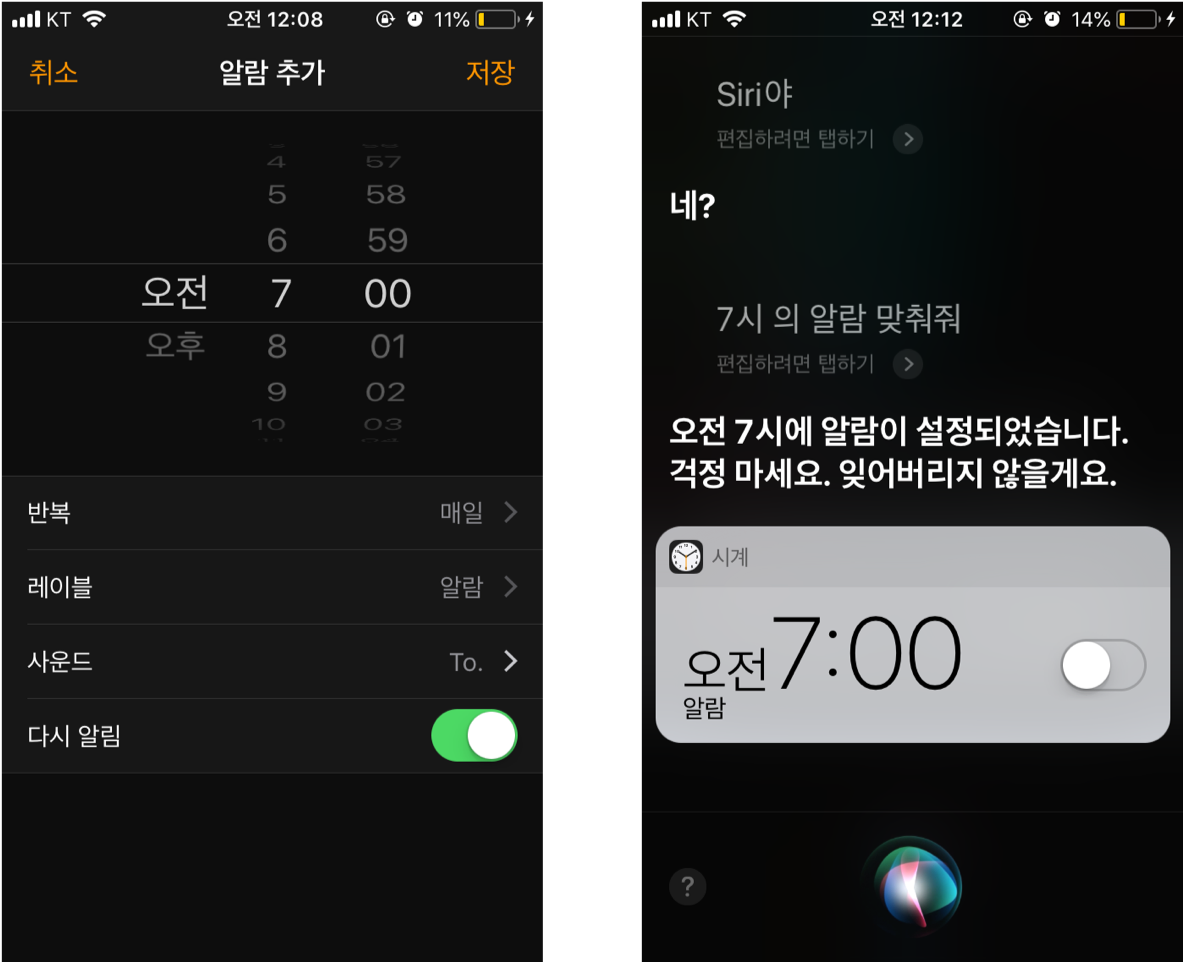 KT 오전 12:08 11%
취소 알람 추가 저장
4 57
5 58
6 59
오전 7 00
오후 8 01
9 02
10 03
11 04
반복 매일
레이블 알람
사운드 To.
다시 알림
KT 오전 12:12 14%
Siri야
편집하려면 탭하기
네?
7시 의 알람 맞춰줘
편집하려면 탭하기
오전 7시에 알람이 설정되었습니다.
걱정 마세요. 잊어버리지 않을게요.
시계
오전 7:00
알람
?